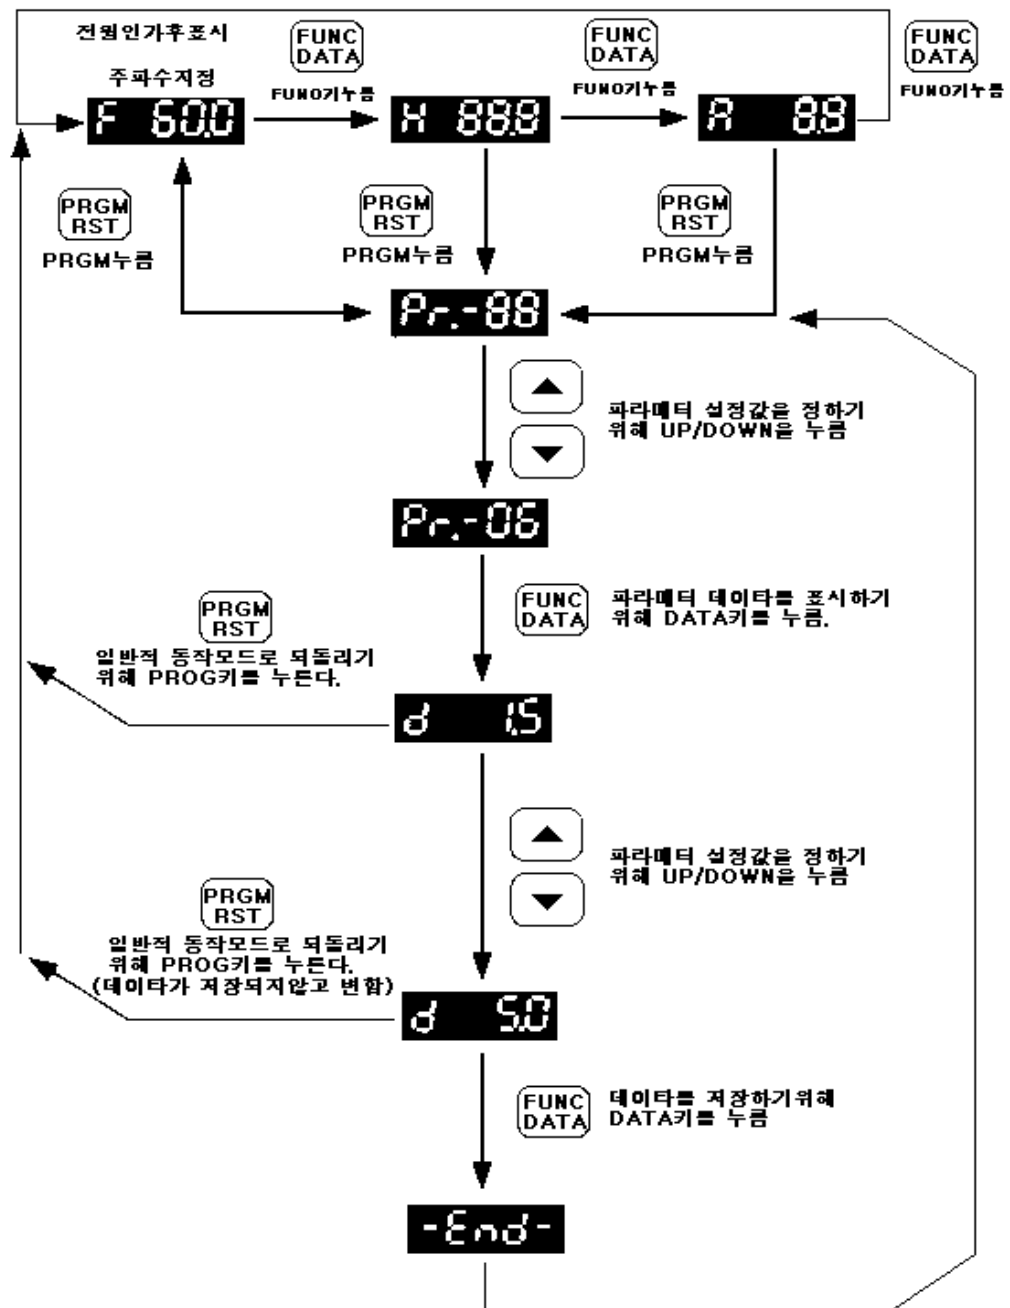 전원인가후표시
FUNC
DATA
FUNC
DATA
FUNC
DATA
주파수지정
FUNO키누름
FUNO키누름
FUNO키누름
F 60.0
H 88.8
A 8.8
PRGM
RST
PRGM누름
PRGM
RST
PRGM누름
PRGM
RST
PRGM누름
Pr.-88
파라메터 설정값을 정하기
위해 UP/DOWN을 누름
Pr.-06
FUNC
DATA
파라메터 데이타를 표시하기
위해 DATA키를 누름.
PRGM
RST
일반적 동작모드로 되돌리기
위해 PROG키를 누른다.
d 1.5
파라메터 설정값을 정하기
위해 UP/DOWN을 누름
PRGM
RST
일반적 동작모드로 되돌리기
위해 PROG키를 누른다.
(데이타가 저장되지않고 변함)
d 5.0
FUNC
DATA
데이타를 저장하기위해
DATA키를 누름
-End-